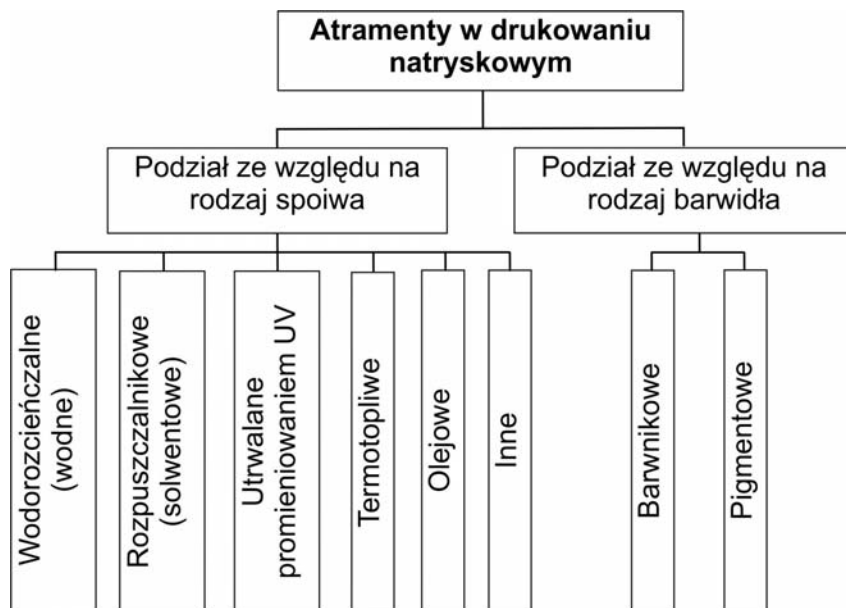 Atramenty w drukowaniu
natryskowym
Podział ze względu na
rodzaj spoiwa
Podział ze względu na
rodzaj barwidła
Wodorozcieńczalne
(wodne)
Rozpuszczalnikowe
(solwentowe)
Utrwalane
promieniowaniem UV
Termotopliwe
Olejowe
Inne
Barwnikowe
Pigmentowe